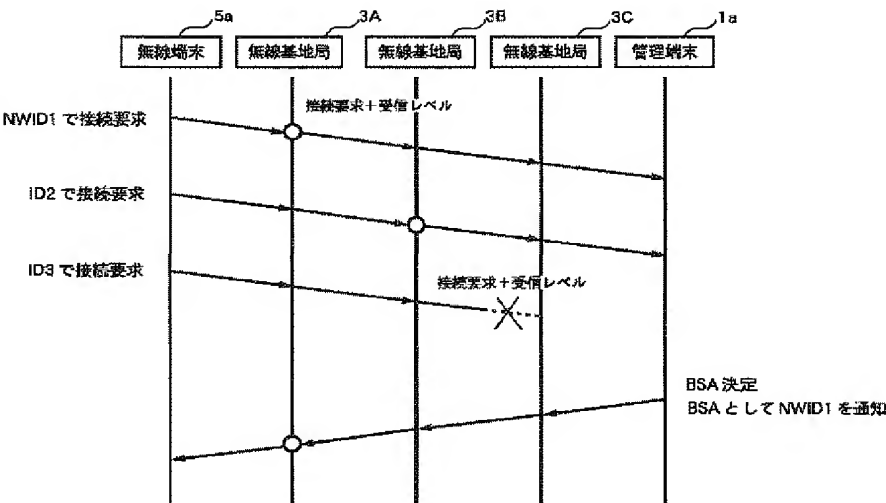 5a
3A
3B
3C
1a
無線端末
無線基地局
無線基地局
無線基地局
管理端末
接続要求+受信レベル
NWID1 で接続要求
ID2 で接続要求
ID3 で接続要求
接続要求+受信レベル
BSA 決定
BSA として NWID1 を通知